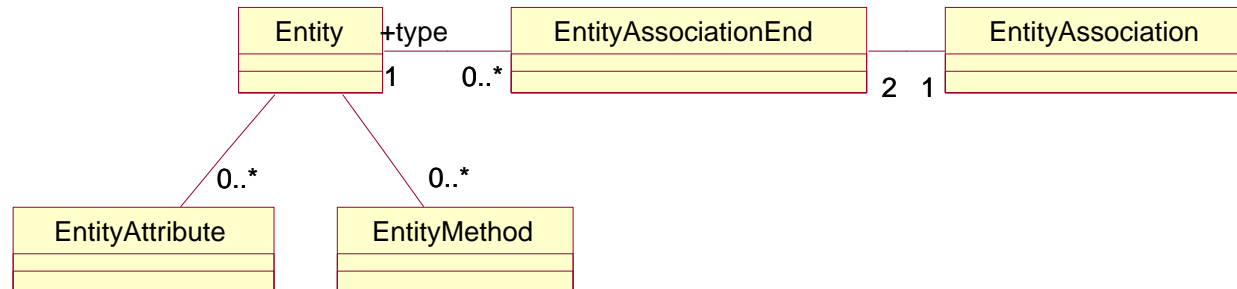 Entity +type EntityAssociationEnd EntityAssociation
1 0..* 2 1
0..* 0..*
EntityAttribute EntityMethod